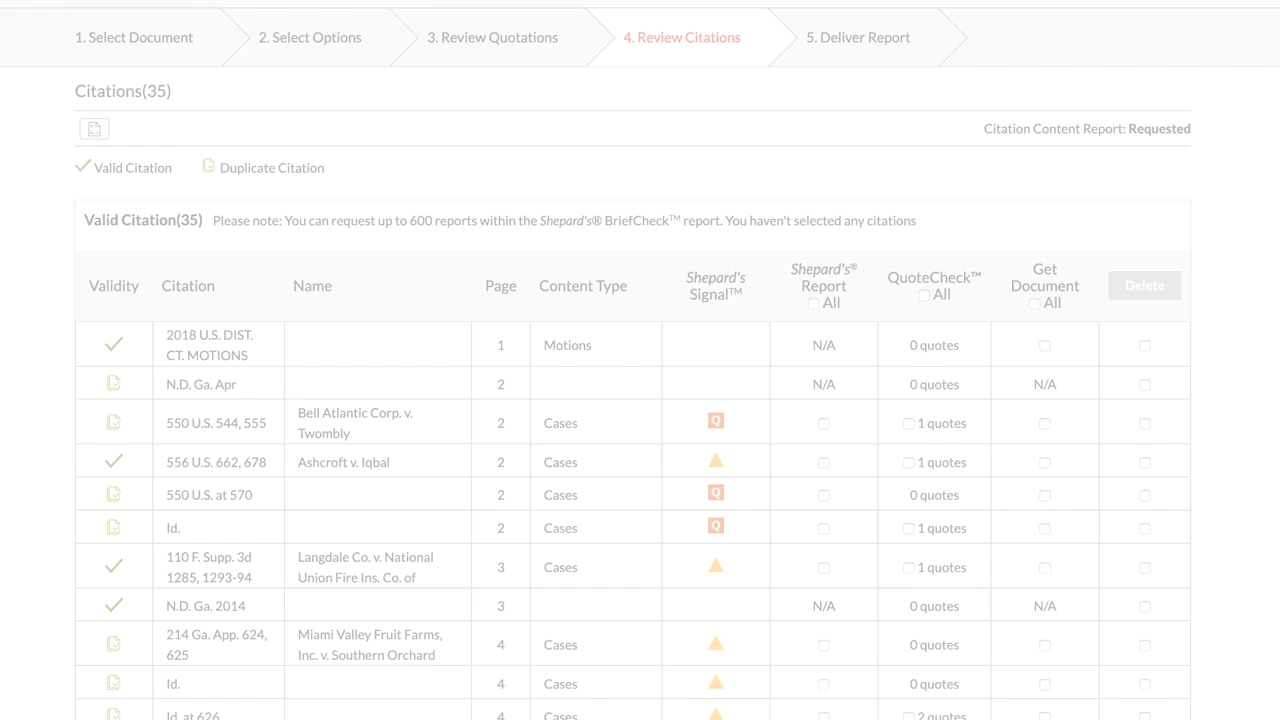 1. Select Document 2. Select Options 3. Review Quotations 4. Review Citations 5. Deliver Report
Citations(35)
Citation Content Report: Requested
Valid Citation Duplicate Citation
Valid Citation(35) Please note: You can request up to 600 reports within the Shepard's® BriefCheck™ report. You haven't selected any citations
Validity Citation Name Page Content Type Shepard's Signal™ Shepard's® Report All QuoteCheck™ All Get Document All Delete
2018 U.S. DIST.
CT. MOTIONS 1 Motions N/A 0 quotes
N.D. Ga. Apr 2 N/A 0 quotes N/A
550 U.S. 544, 555 Bell Atlantic Corp. v.
Twombly 2 Cases Q 1 quotes
556 U.S. 662, 678 Ashcroft v. Iqbal 2 Cases 1 quotes
550 U.S. at 570 2 Cases Q 0 quotes
Id. 2 Cases Q 1 quotes
110 F. Supp. 3d Langdale Co. v. National
1285, 1293-94 Union Fire Ins. Co. of 3 Cases 1 quotes
N.D. Ga. 2014 3 N/A 0 quotes N/A
214 Ga. App. 624, Miami Valley Fruit Farms,
625 Inc. v. Southern Orchard 4 Cases 0 quotes
Id. 4 Cases 0 quotes
Id. at 626 4 Cases 2 quotes